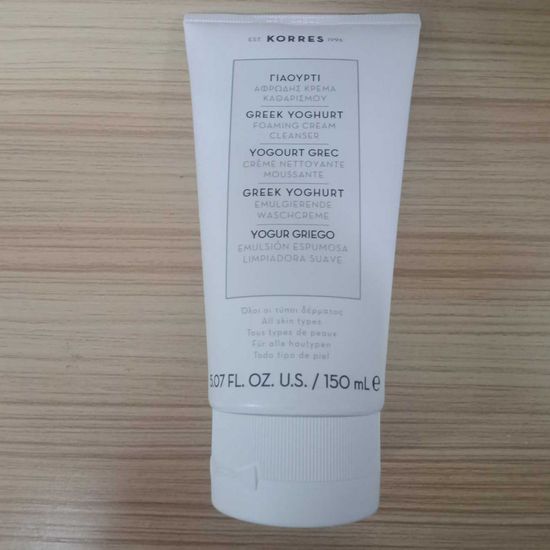 EST. KORRES 1996
ΓΙΑΟΥΡΤΙ
ΑΦΡΩΔΗΣ ΚΡΕΜΑ
ΚΑΘΑΡΙΣΜΟΥ
GREEK YOGHURT
FOAMING CREAM
CLEANSER
YOGOURT GREC
CRÈME NETTOYANTE
MOUSSANTE
GREEK YOGHURT
EMULGIERENDE
WASCHCREME
YOGUR GRIEGO
EMULSIÓN ESPUMOSA
LIMPIADORA SUAVE
Όλοι οι τύποι δέρματος
All skin types
Tous types de peaux
Für alle hautypen
Todo tipo de piel
5.07 FL. OZ. U.S. / 150 mL ℮